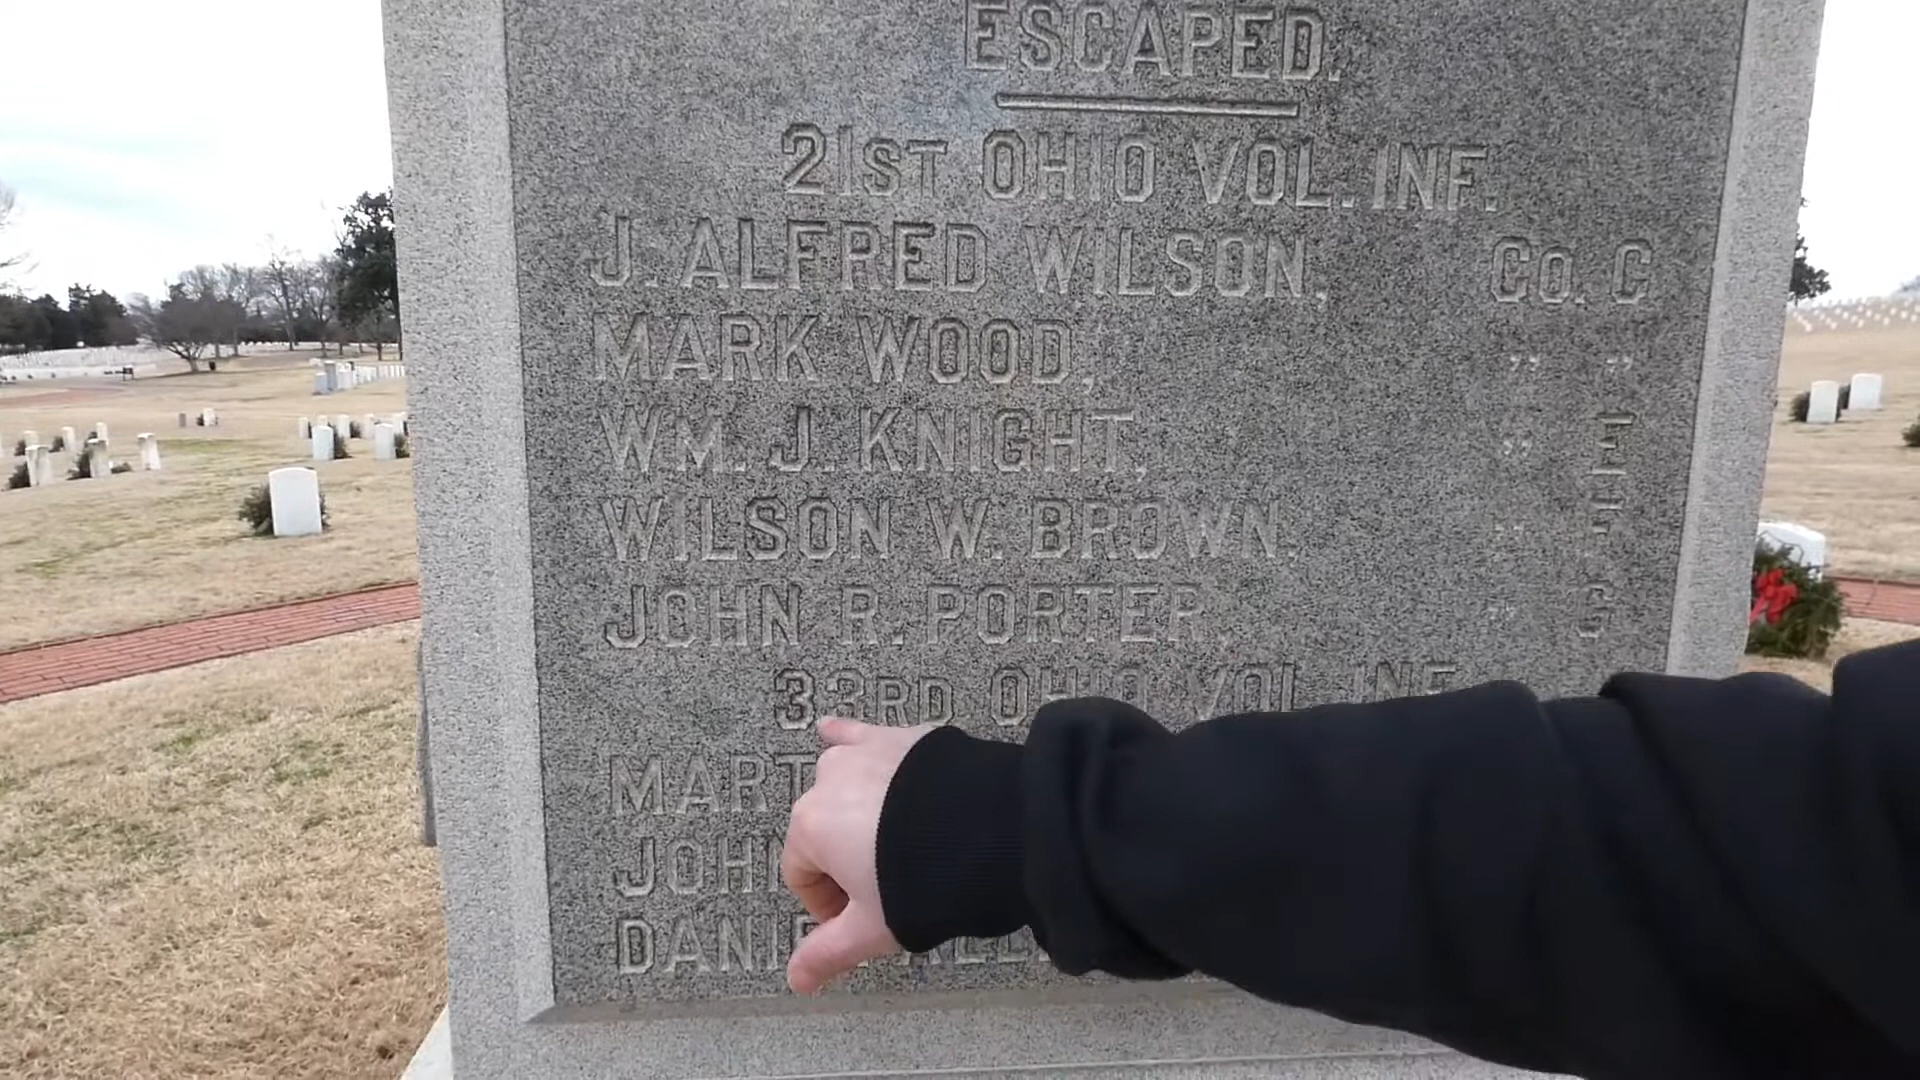 ESCAPED.
21ST OHIO VOL. INF.
J. ALFRED WILSON, CO. C
MARK WOOD, " "
WM. J. KNIGHT, " E
WILSON W. BROWN, " F
JOHN R. PORTER, " G
33RD OHIO VOL. INF.
MART
JOHN
DANIEL